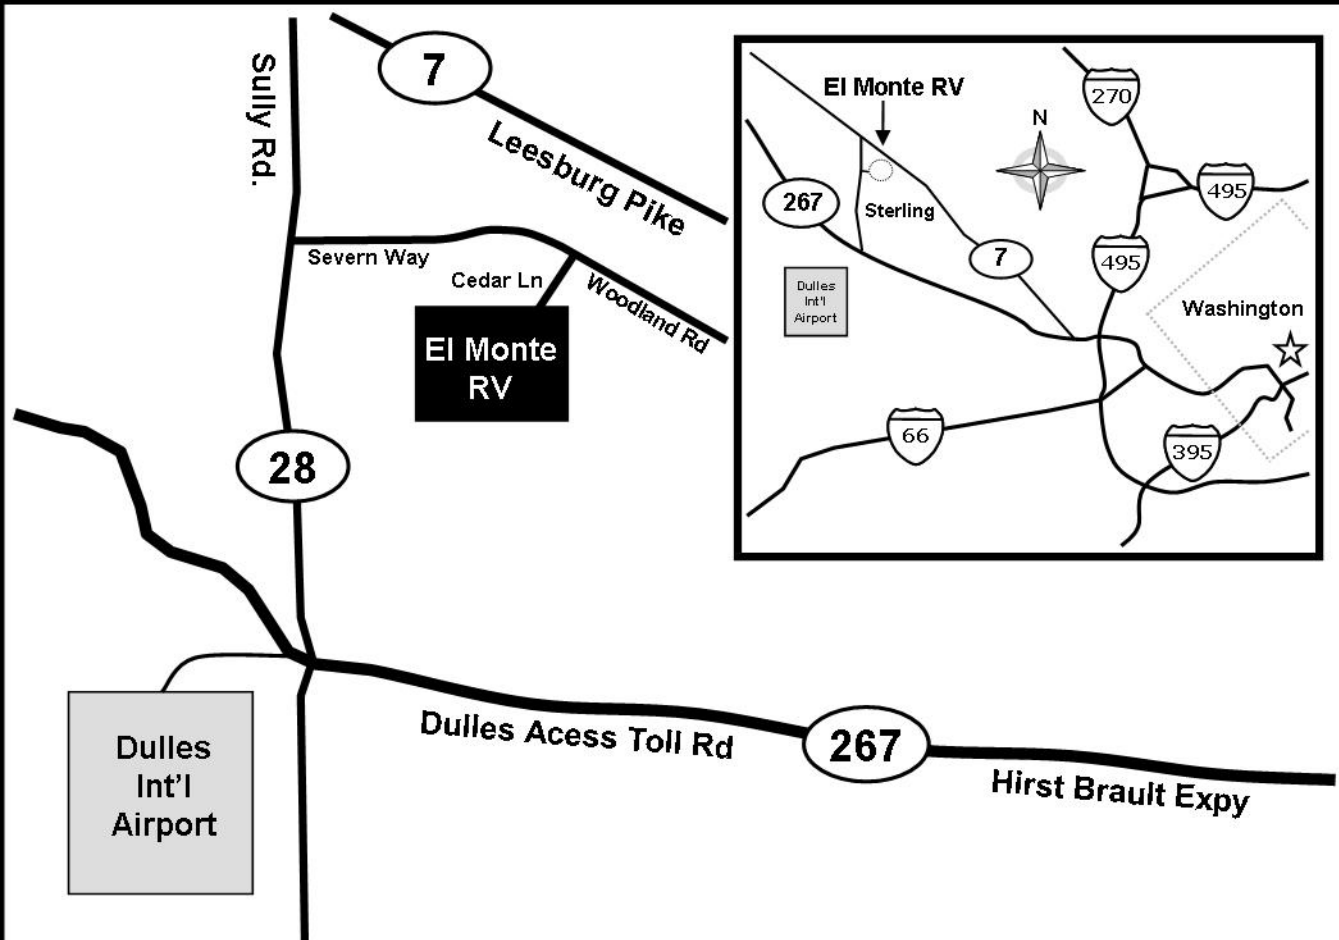 7
Sully Rd.
Leesburg Pike
Severn Way
Cedar Ln
Woodland Rd
El Monte
RV
28
Dulles
Int'l
Airport
Dulles Acess Toll Rd
267
Hirst Brault Expy
El Monte RV
N
270
495
267
Sterling
7
495
Dulles
Int'l
Airport
Washington
66
395